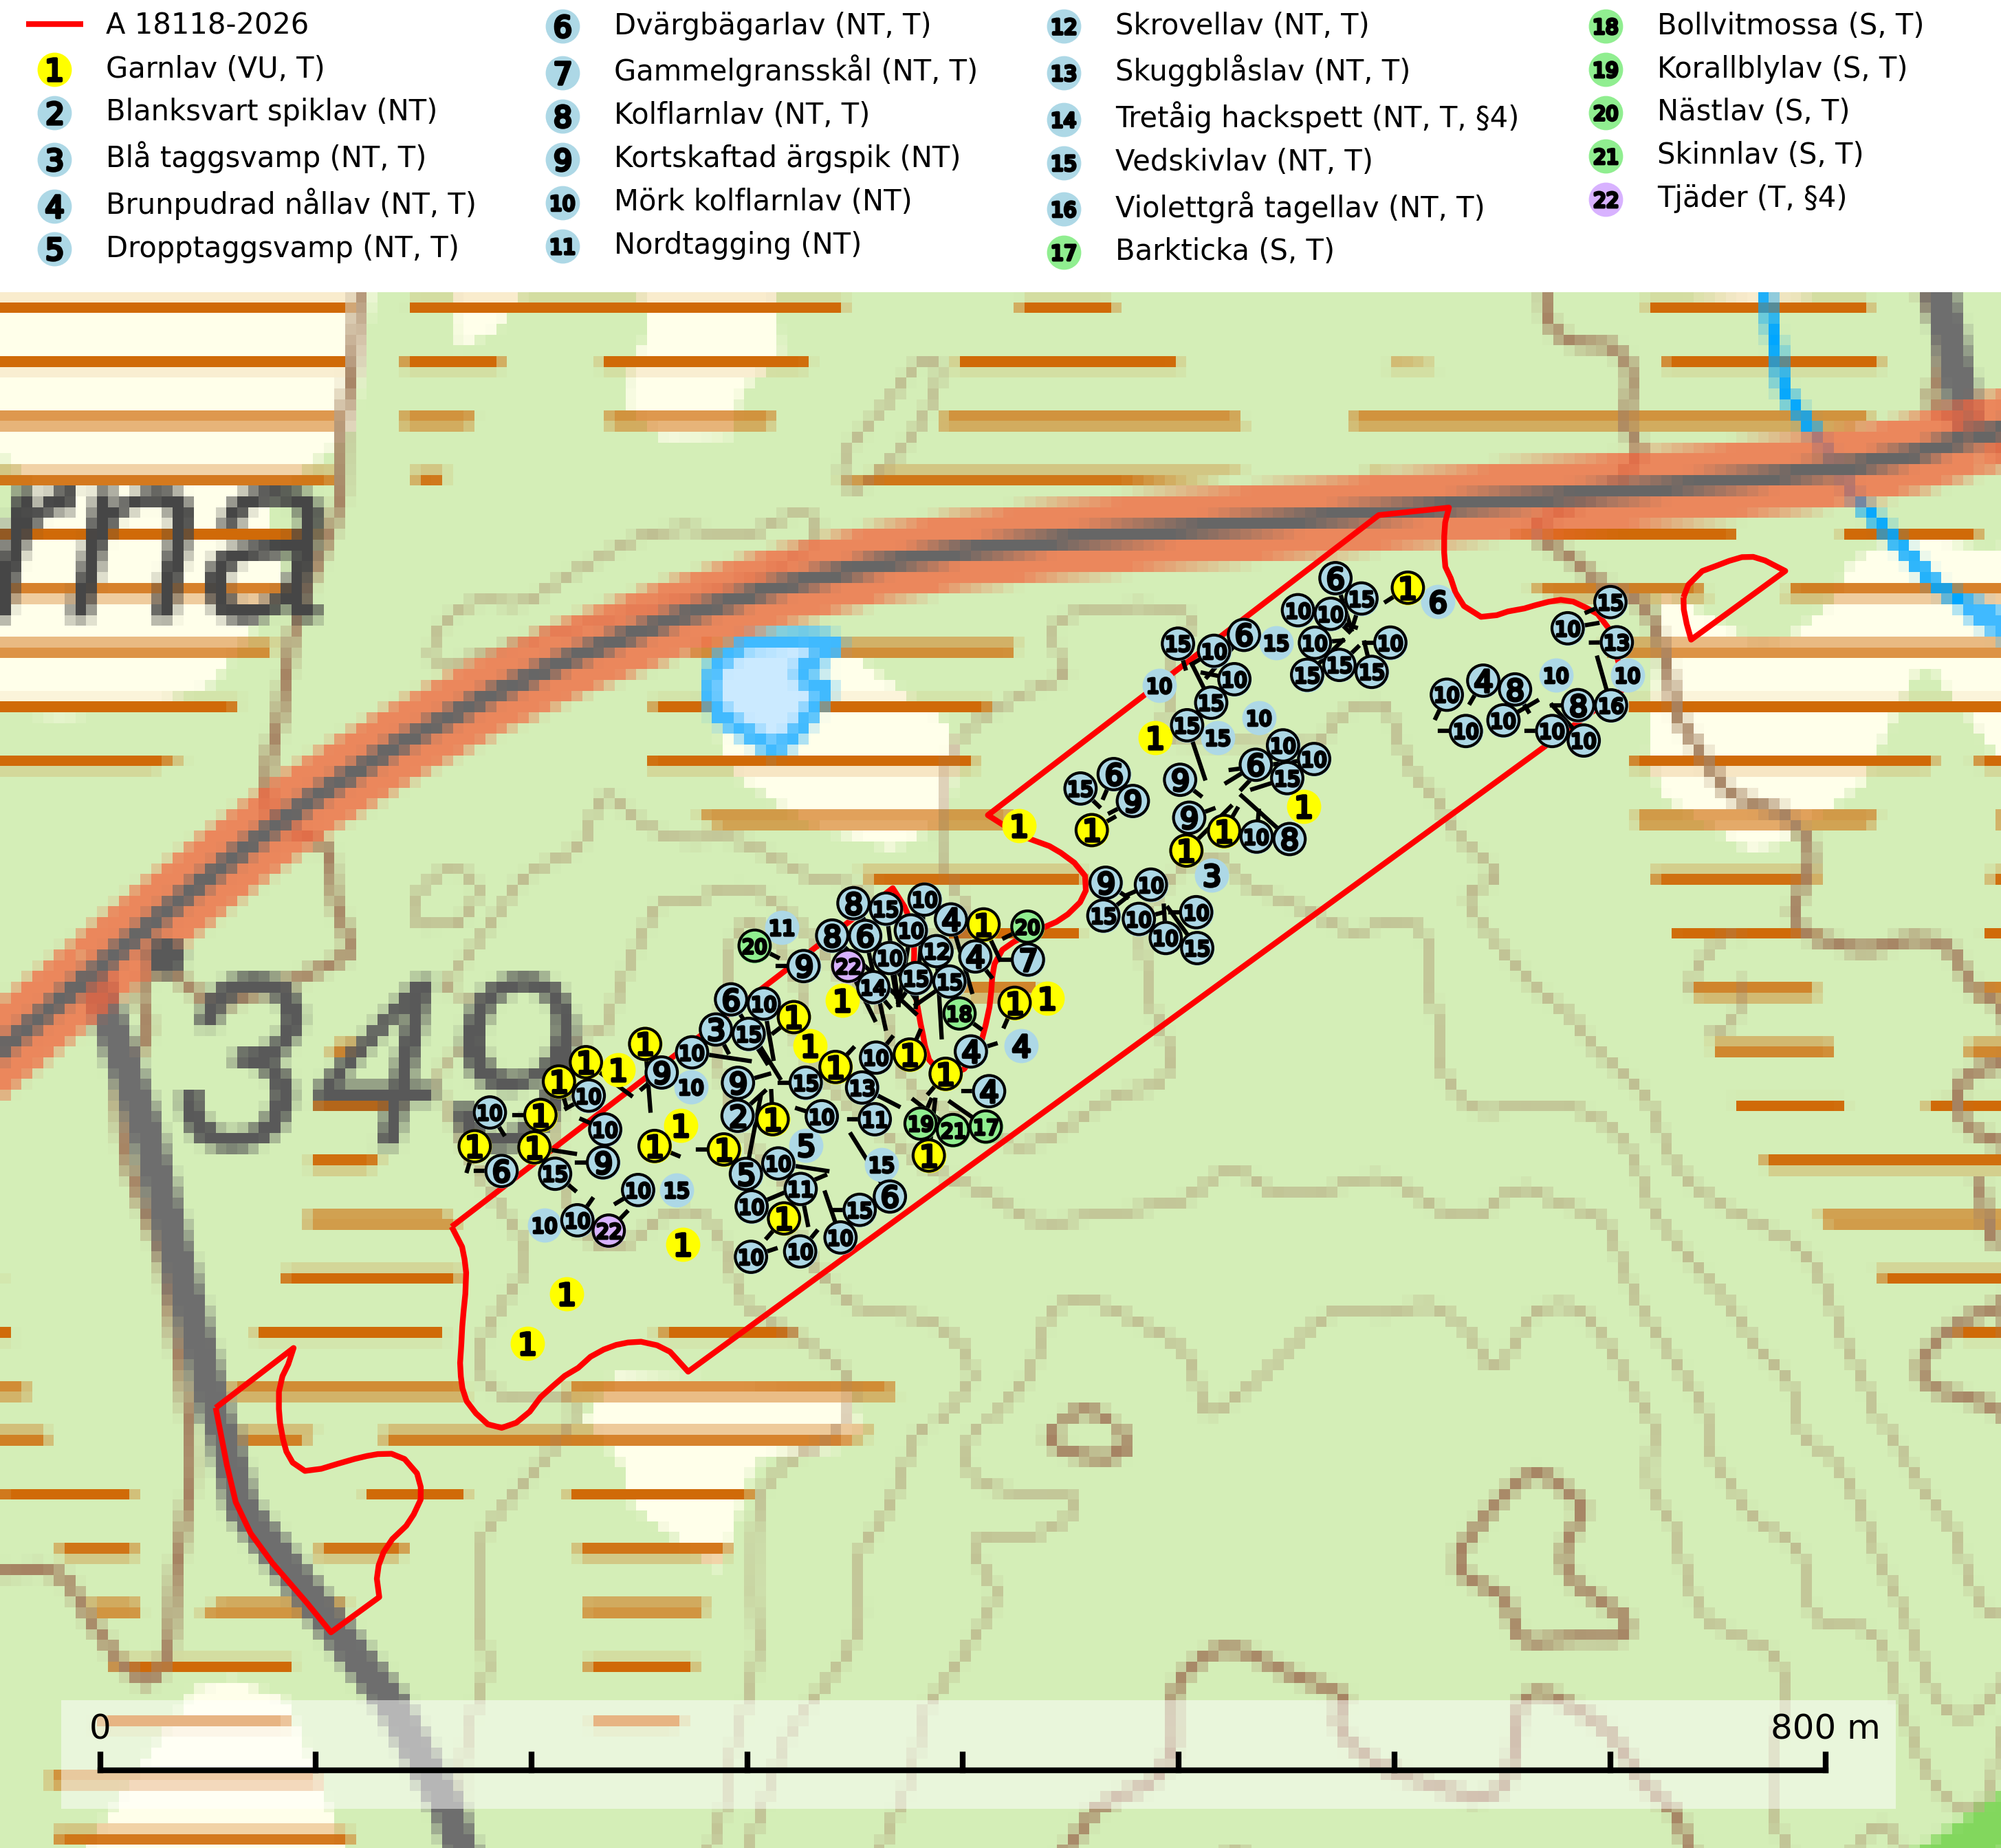 A 18118-2026
1 Garnlav (VU, T)
2 Blanksvart spiklav (NT)
3 Blå taggsvamp (NT, T)
4 Brunpudrad nållav (NT, T)
5 Dropptaggsvamp (NT, T)
6 Dvärgbägarlav (NT, T)
7 Gammelgransskål (NT, T)
8 Kolflarnlav (NT, T)
9 Kortskaftad ärgspik (NT)
10 Mörk kolflarnlav (NT)
11 Nordtagging (NT)
12 Skrovellav (NT, T)
13 Skuggblåslav (NT, T)
14 Tretåig hackspett (NT, T, §4)
15 Vedskivlav (NT, T)
16 Violettgrå tagellav (NT, T)
17 Barkticka (S, T)
18 Bollvitmossa (S, T)
19 Korallblylav (S, T)
20 Nästlav (S, T)
21 Skinnlav (S, T)
22 Tjäder (T, §4)
rna
349
0
800 m